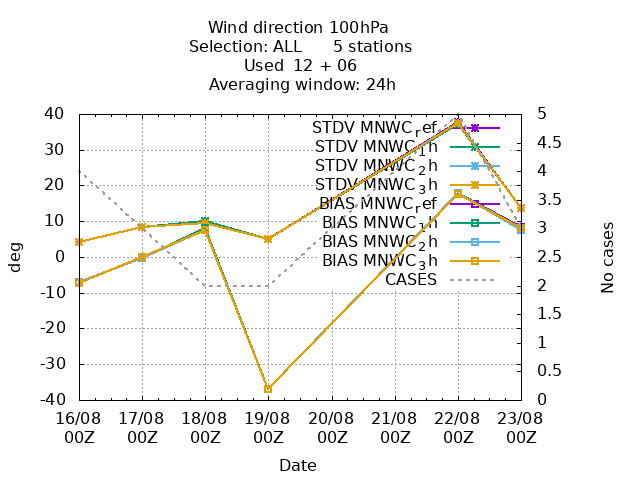 Wind direction 100hPa
Selection: ALL      5 stations
Used  12 + 06
Averaging window: 24h
40
30
20
10
0
-10
-20
-30
-40
deg
5
4.5
4
3.5
3
2.5
2
1.5
1
0.5
0
No cases
STDV MNWC_ref
STDV MNWC_1h
STDV MNWC_2h
STDV MNWC_3h
BIAS MNWC_ref
BIAS MNWC_1h
BIAS MNWC_2h
BIAS MNWC_3h
CASES
16/08 17/08 18/08 19/08 20/08 21/08 22/08 23/08
00Z 00Z 00Z 00Z 00Z 00Z 00Z 00Z
Date